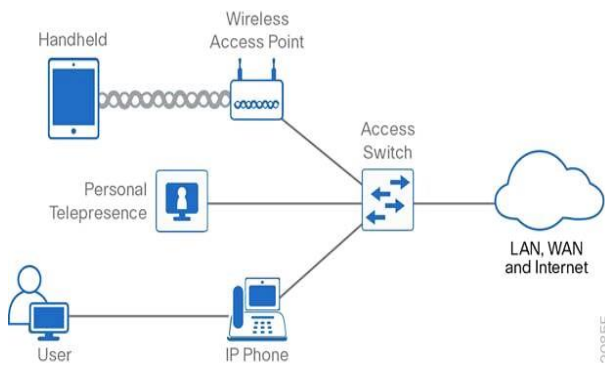 Wireless
Access Point
Handheld
Access
Switch
Personal
Telepresence
LAN, WAN
and Internet
User
IP Phone